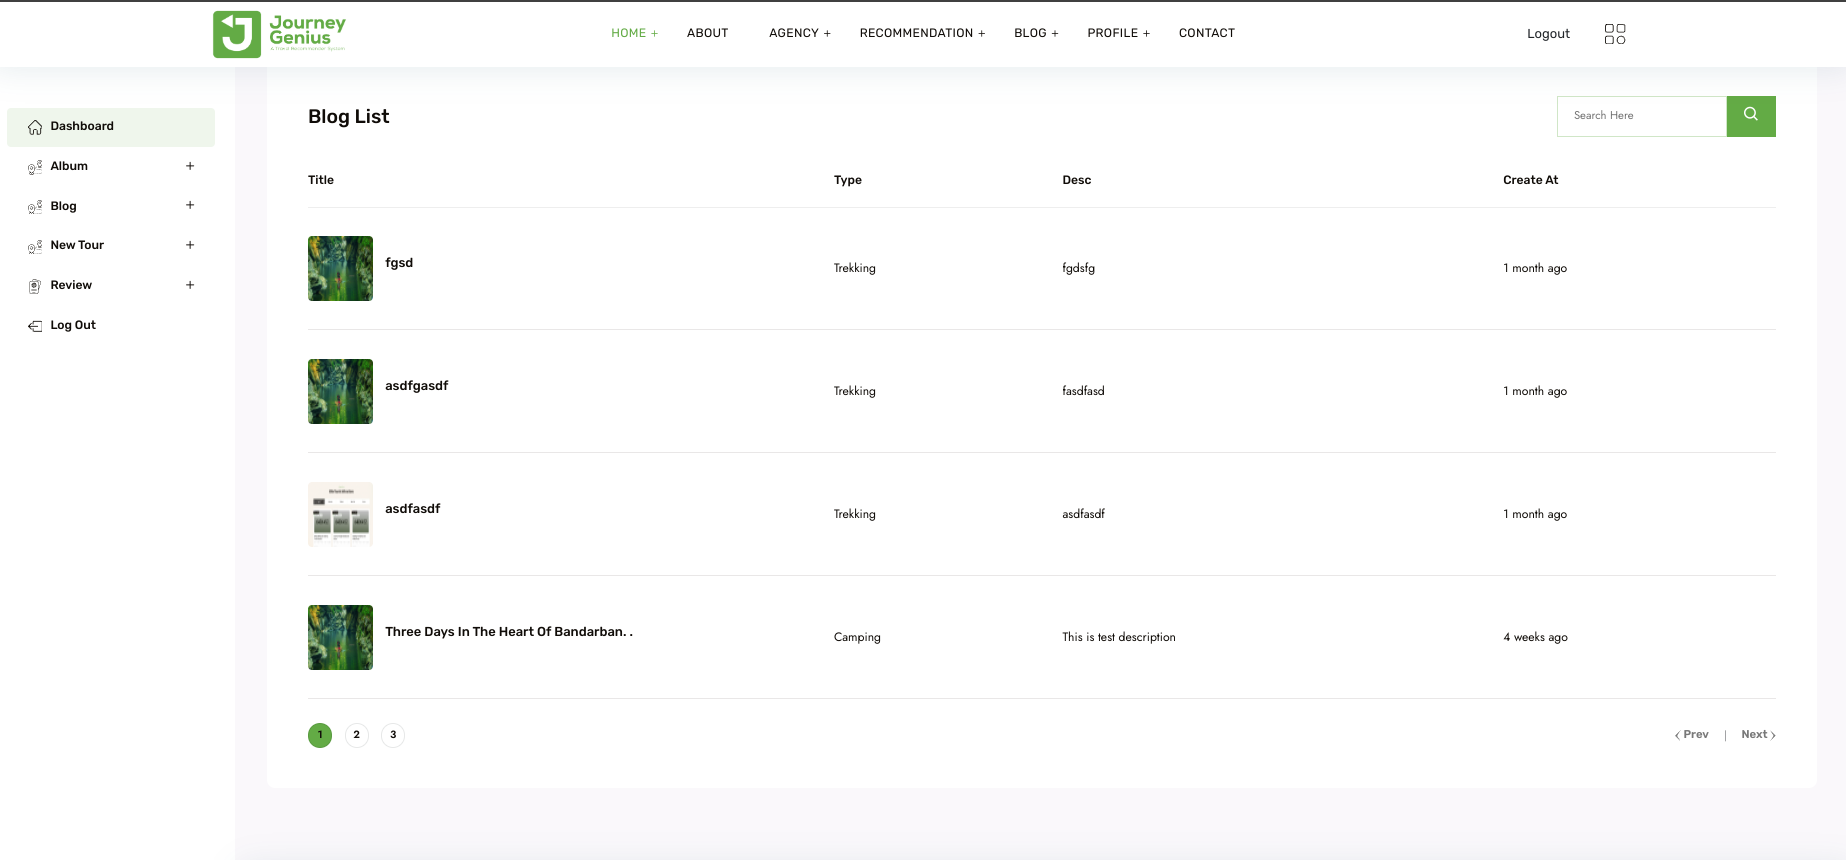 Journey
Genius
HOME +
ABOUT
AGENCY +
RECOMMENDATION +
BLOG +
PROFILE +
CONTACT
Logout
Dashboard
Album +
Blog +
New Tour +
Review +
Log Out
Blog List
Search Here
Title Type Desc Create At
fgsd Trekking fgdsfg 1 month ago
asdfgasdf Trekking fasdfasd 1 month ago
asdfasdf Trekking asdfasdf 1 month ago
Three Days In The Heart Of Bandarban. . Camping This is test description 4 weeks ago
1 2 3
Prev | Next